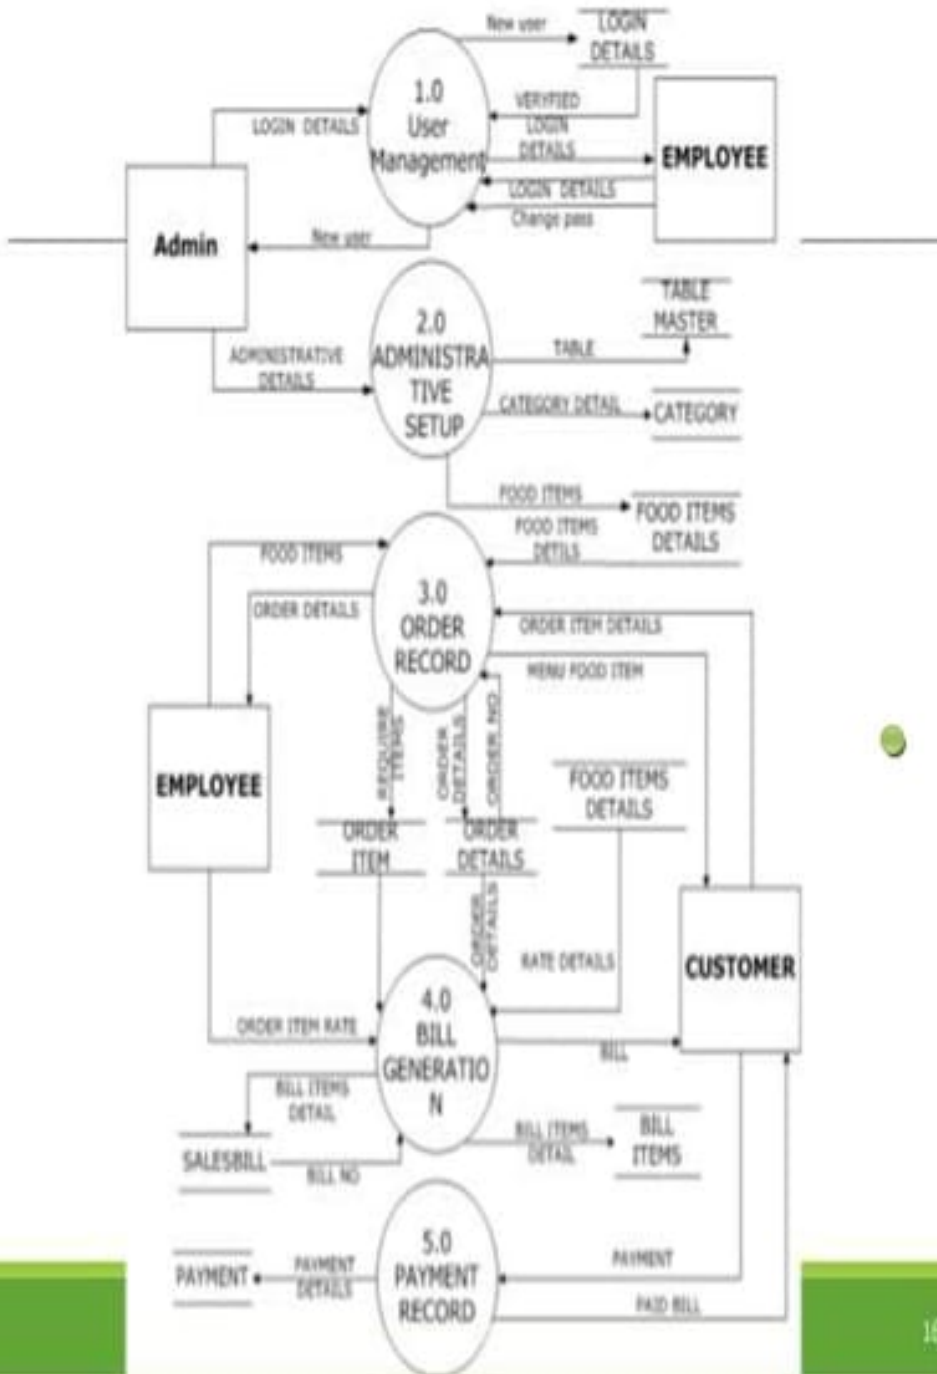 New user
LOGIN
DETAILS
1.0
User
Management
LOGIN DETAILS
VERYFIED
LOGIN
DETAILS
EMPLOYEE
LOGIN DETAILS
Change pass
Admin
New user
TABLE
MASTER
2.0
ADMINISTRA
TIVE
SETUP
ADMINISTRATIVE
DETAILS
TABLE
CATEGORY DETAIL
CATEGORY
FOOD ITEMS
FOOD ITEMS
DETAILS
FOOD ITEMS
DETILS
FOOD ITEMS
3.0
ORDER
RECORD
ORDER DETAILS
ORDER ITEM DETAILS
MENU FOOD ITEM
REQUIRE
ITEMS
ORDER
DETAILS
ORDER NO
EMPLOYEE
FOOD ITEMS
DETAILS
ORDER
ITEM
ORDER
DETAILS
ORDER
DETAILS
RATE DETAILS
CUSTOMER
4.0
BILL
GENERATIO
N
ORDER ITEM RATE
BILL
BILL ITEMS
DETAIL
BILL ITEMS
DETAIL
BILL
ITEMS
SALESBILL
BILL NO
5.0
PAYMENT
RECORD
PAYMENT
PAYMENT
DETAILS
PAYMENT
PAID BILL
16